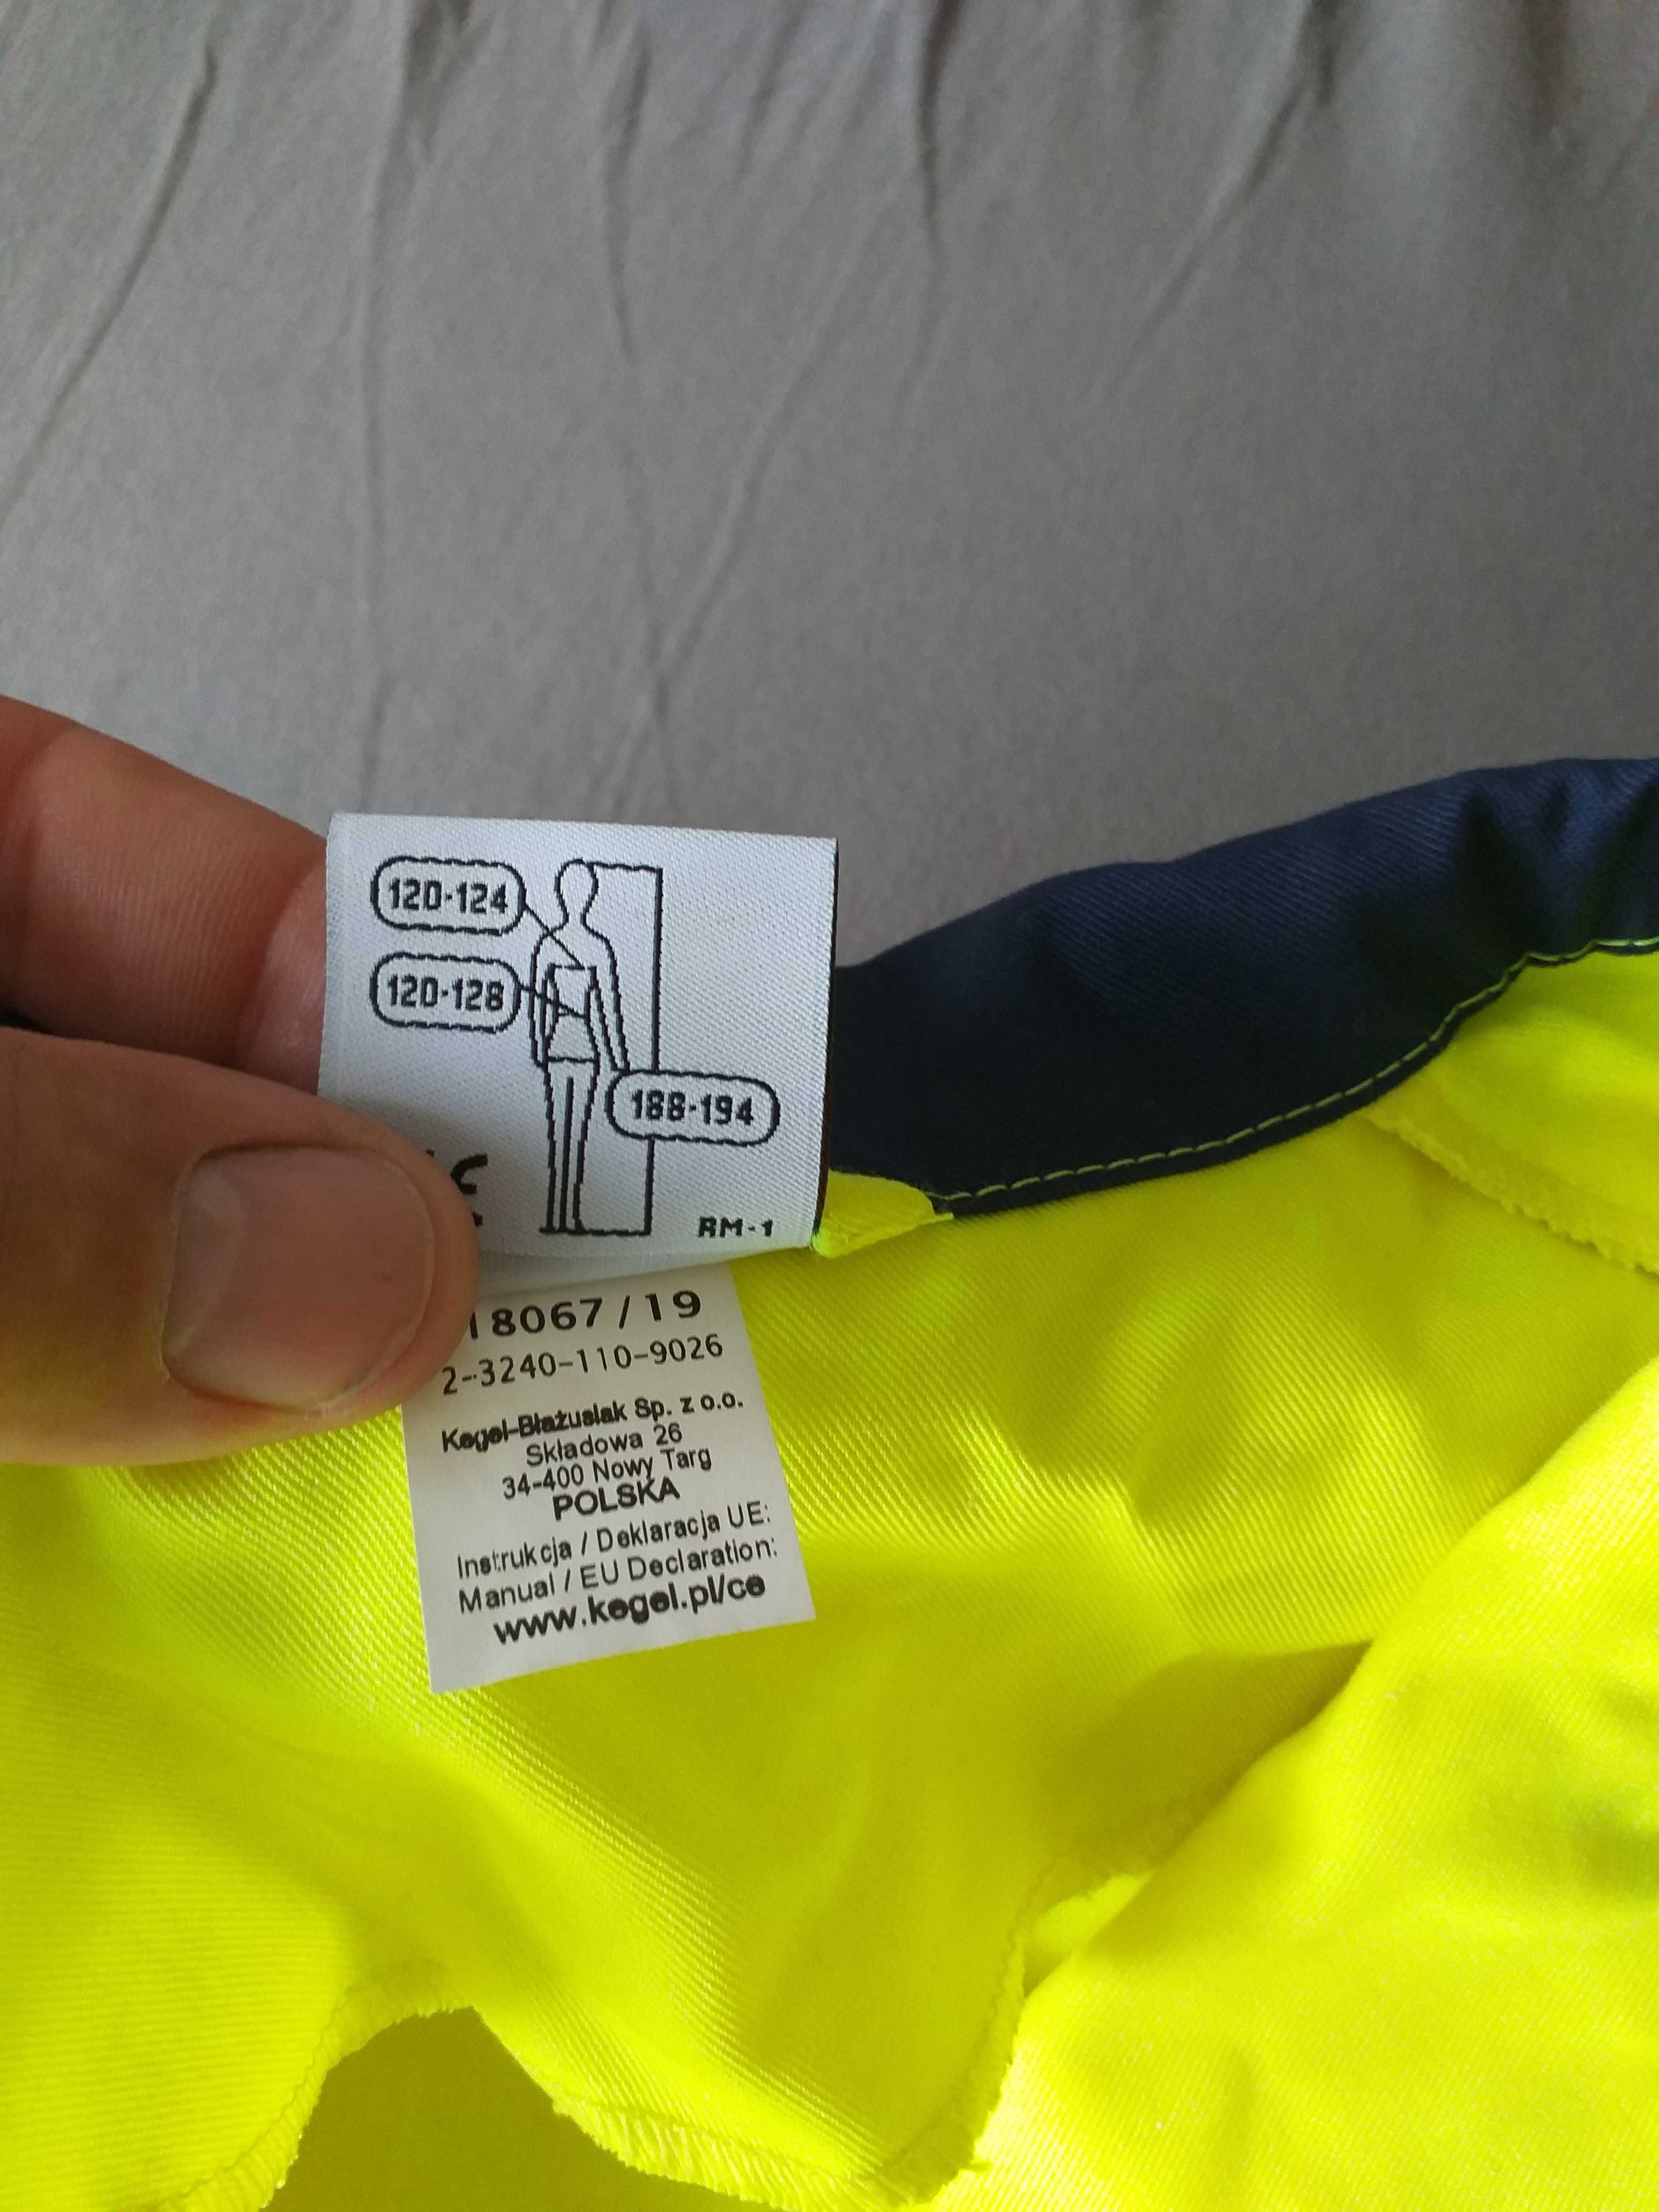 120-124
120-128
188-194
CE
RM-1
18067/19
2-3240-110-9026
Kegel-Błażusiak Sp. z o.o.
Składowa 26
34-400 Nowy Targ
POLSKA
Instrukcja / Deklaracja UE:
Manual / EU Declaration:
www.kegel.pl/ce